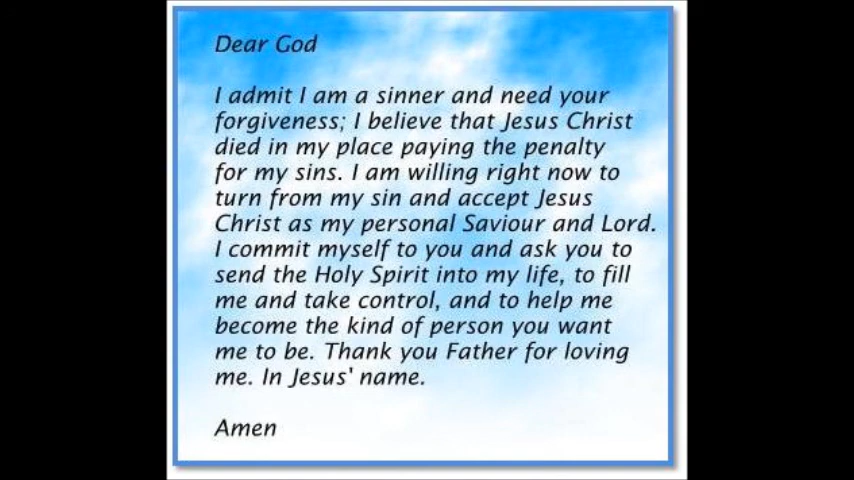 Dear God
I admit I am a sinner and need your
forgiveness; I believe that Jesus Christ
died in my place paying the penalty
for my sins. I am willing right now to
turn from my sin and accept Jesus
Christ as my personal Saviour and Lord.
I commit myself to you and ask you to
send the Holy Spirit into my life, to fill
me and take control, and to help me
become the kind of person you want
me to be. Thank you Father for loving
me. In Jesus' name.
Amen